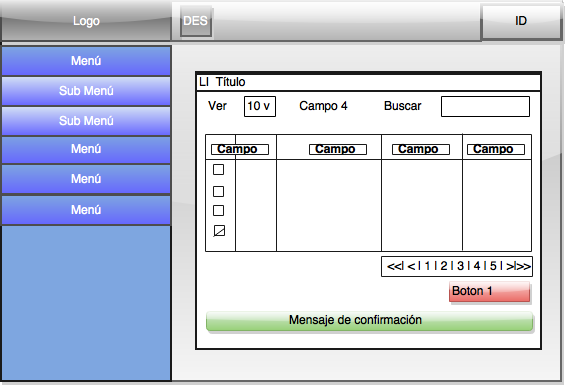 Logo
DES
ID
Menú
Sub Menú
Sub Menú
Menú
Menú
Menú
LI Título
Ver 10 v Campo 4 Buscar
Campo Campo Campo Campo
<<| < | 1 | 2 | 3 | 4 | 5 | >|>>
Boton 1
Mensaje de confirmación